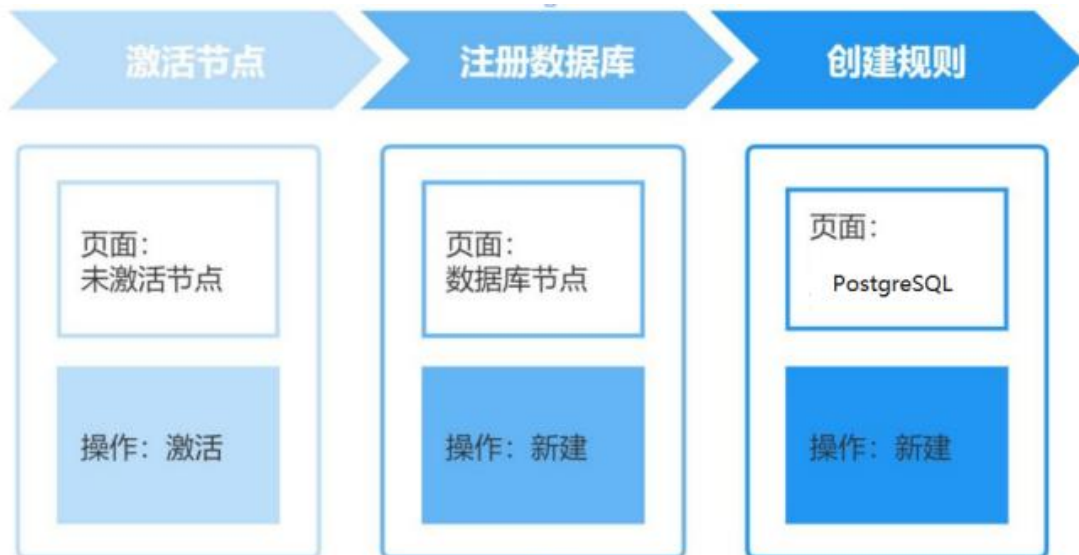 激活节点
注册数据库
创建规则
页面：
未激活节点
页面：
数据库节点
页面：
PostgreSQL
操作：激活
操作：新建
操作：新建